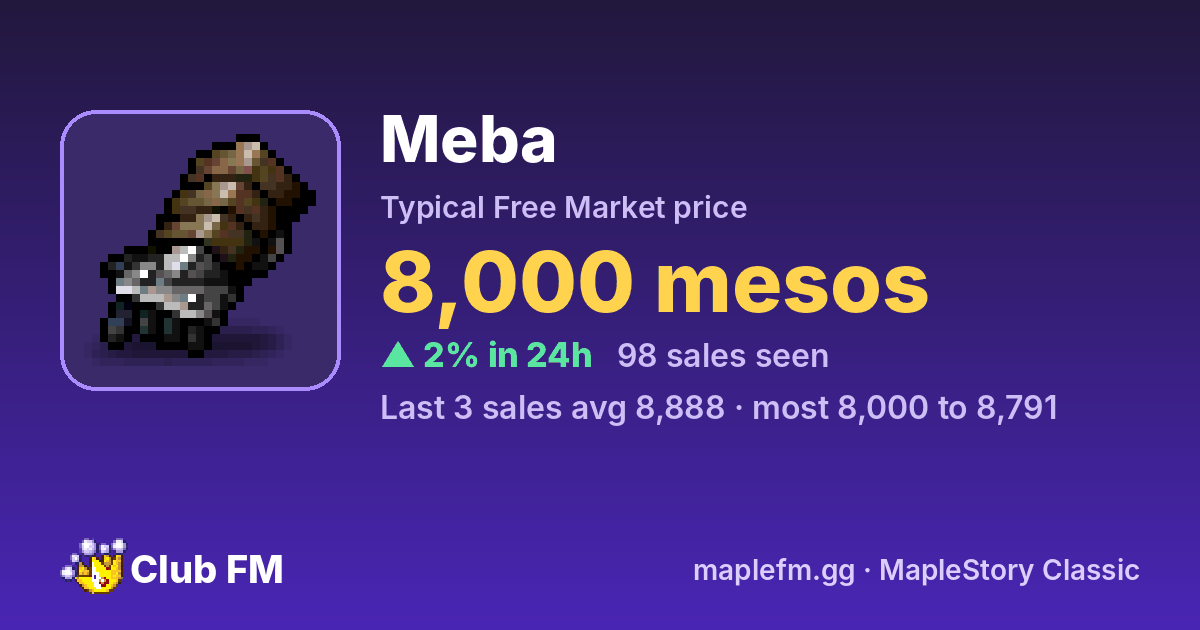 Meba
Typical Free Market price
8,000 mesos
▲ 2% in 24h 98 sales seen
Last 3 sales avg 8,888 · most 8,000 to 8,791
Club FM
maplefm.gg · MapleStory Classic